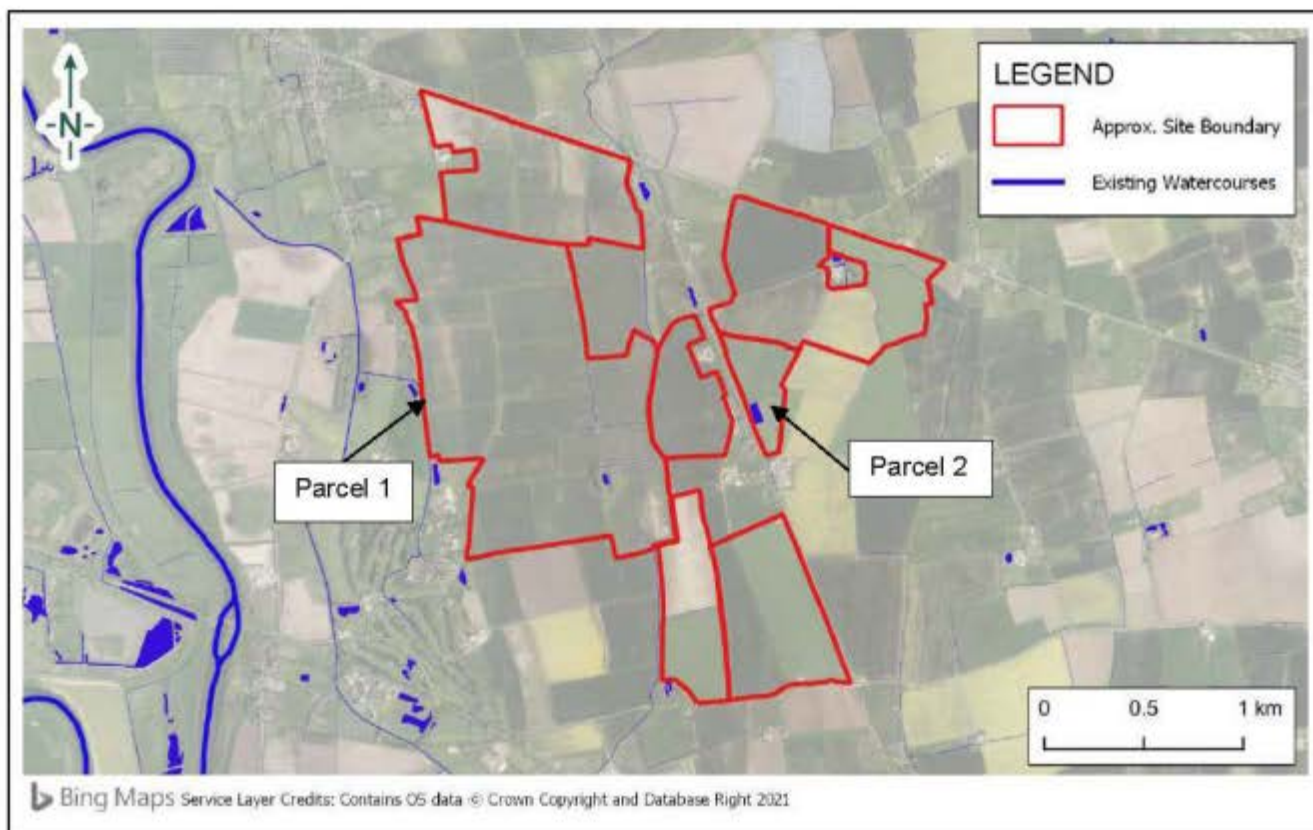 N
LEGEND
Approx. Site Boundary
Existing Watercourses
Parcel 1
Parcel 2
0 0.5 1 km
Bing Maps Service Layer Credits: Contains OS data © Crown Copyright and Database Right 2021